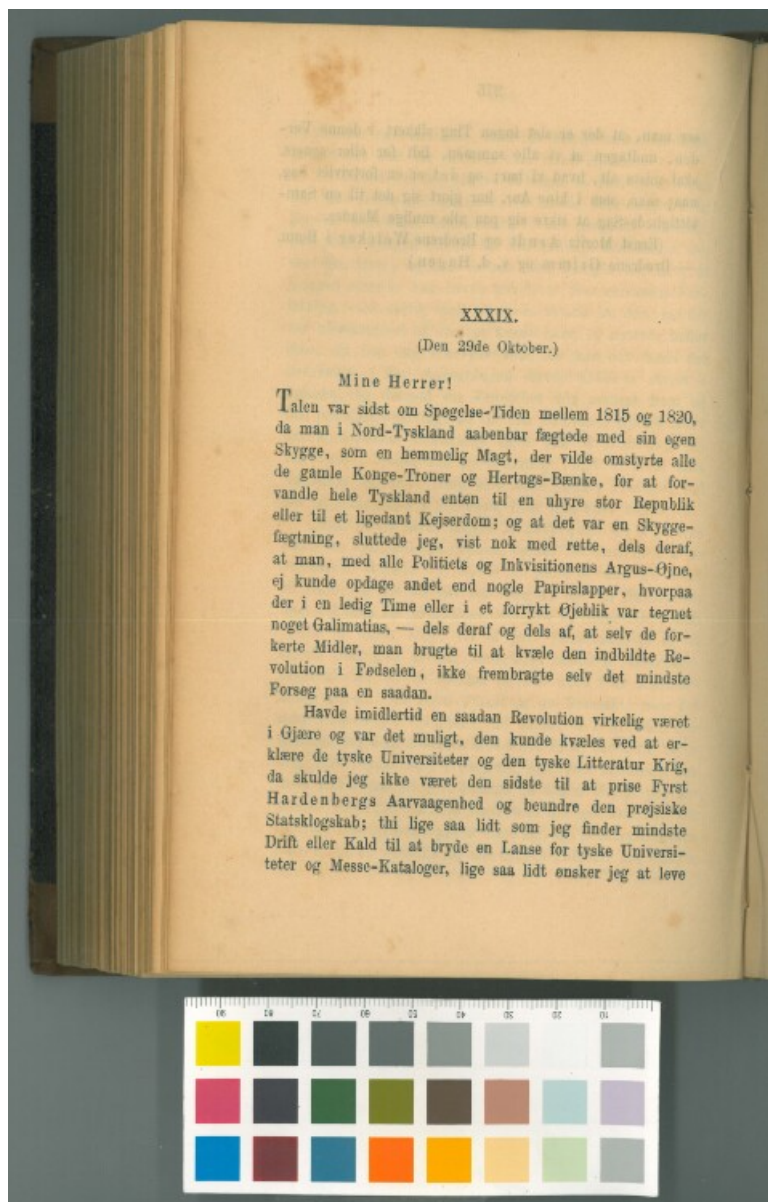 XXXIX.
(Den 29de Oktober.)
Mine Herrer!
Talen var sidst om Spøgelse-Tiden mellem 1815 og 1820,
da man i Nord-Tyskland aabenbar fægtede med sin egen
Skygge, som en hemmelig Magt, der vilde omstyrte alle
de gamle Konge-Troner og Hertugs-Bænke, for at for-
vandle hele Tyskland enten til en uhyre stor Republik
eller til et ligedant Kejserdom; og at det var en Skygge-
fægtning, sluttede jeg, vist nok med rette, dels deraf,
at man, med alle Politiets og Inkvisitionens Argus-Øjne,
ej kunde opdage andet end nogle Papirslapper, hvorpaa
der i en ledig Time eller i et forrykt Øjeblik var tegnet
noget Galimatias, — dels deraf og dels af, at selv de for-
kerte Midler, man brugte til at kvæle den indbildte Re-
volution i Fødselen, ikke frembragte selv det mindste
Forsøg paa en saadan.
Havde imidlertid en saadan Revolution virkelig været
i Gjære og var det muligt, den kunde kvæles ved at er-
klære de tyske Universiteter og den tyske Litteratur Krig,
da skulde jeg ikke været den sidste til at prise Fyrst
Hardenbergs Aarvaagenhed og beundre den prøjsiske
Statsklogskab; thi lige saa lidt som jeg finder mindste
Drift eller Kald til at bryde en Lanse for tyske Universi-
teter og Messe-Kataloger, lige saa lidt ønsker jeg at leve
90 80 70 60 50 40 30 20 10